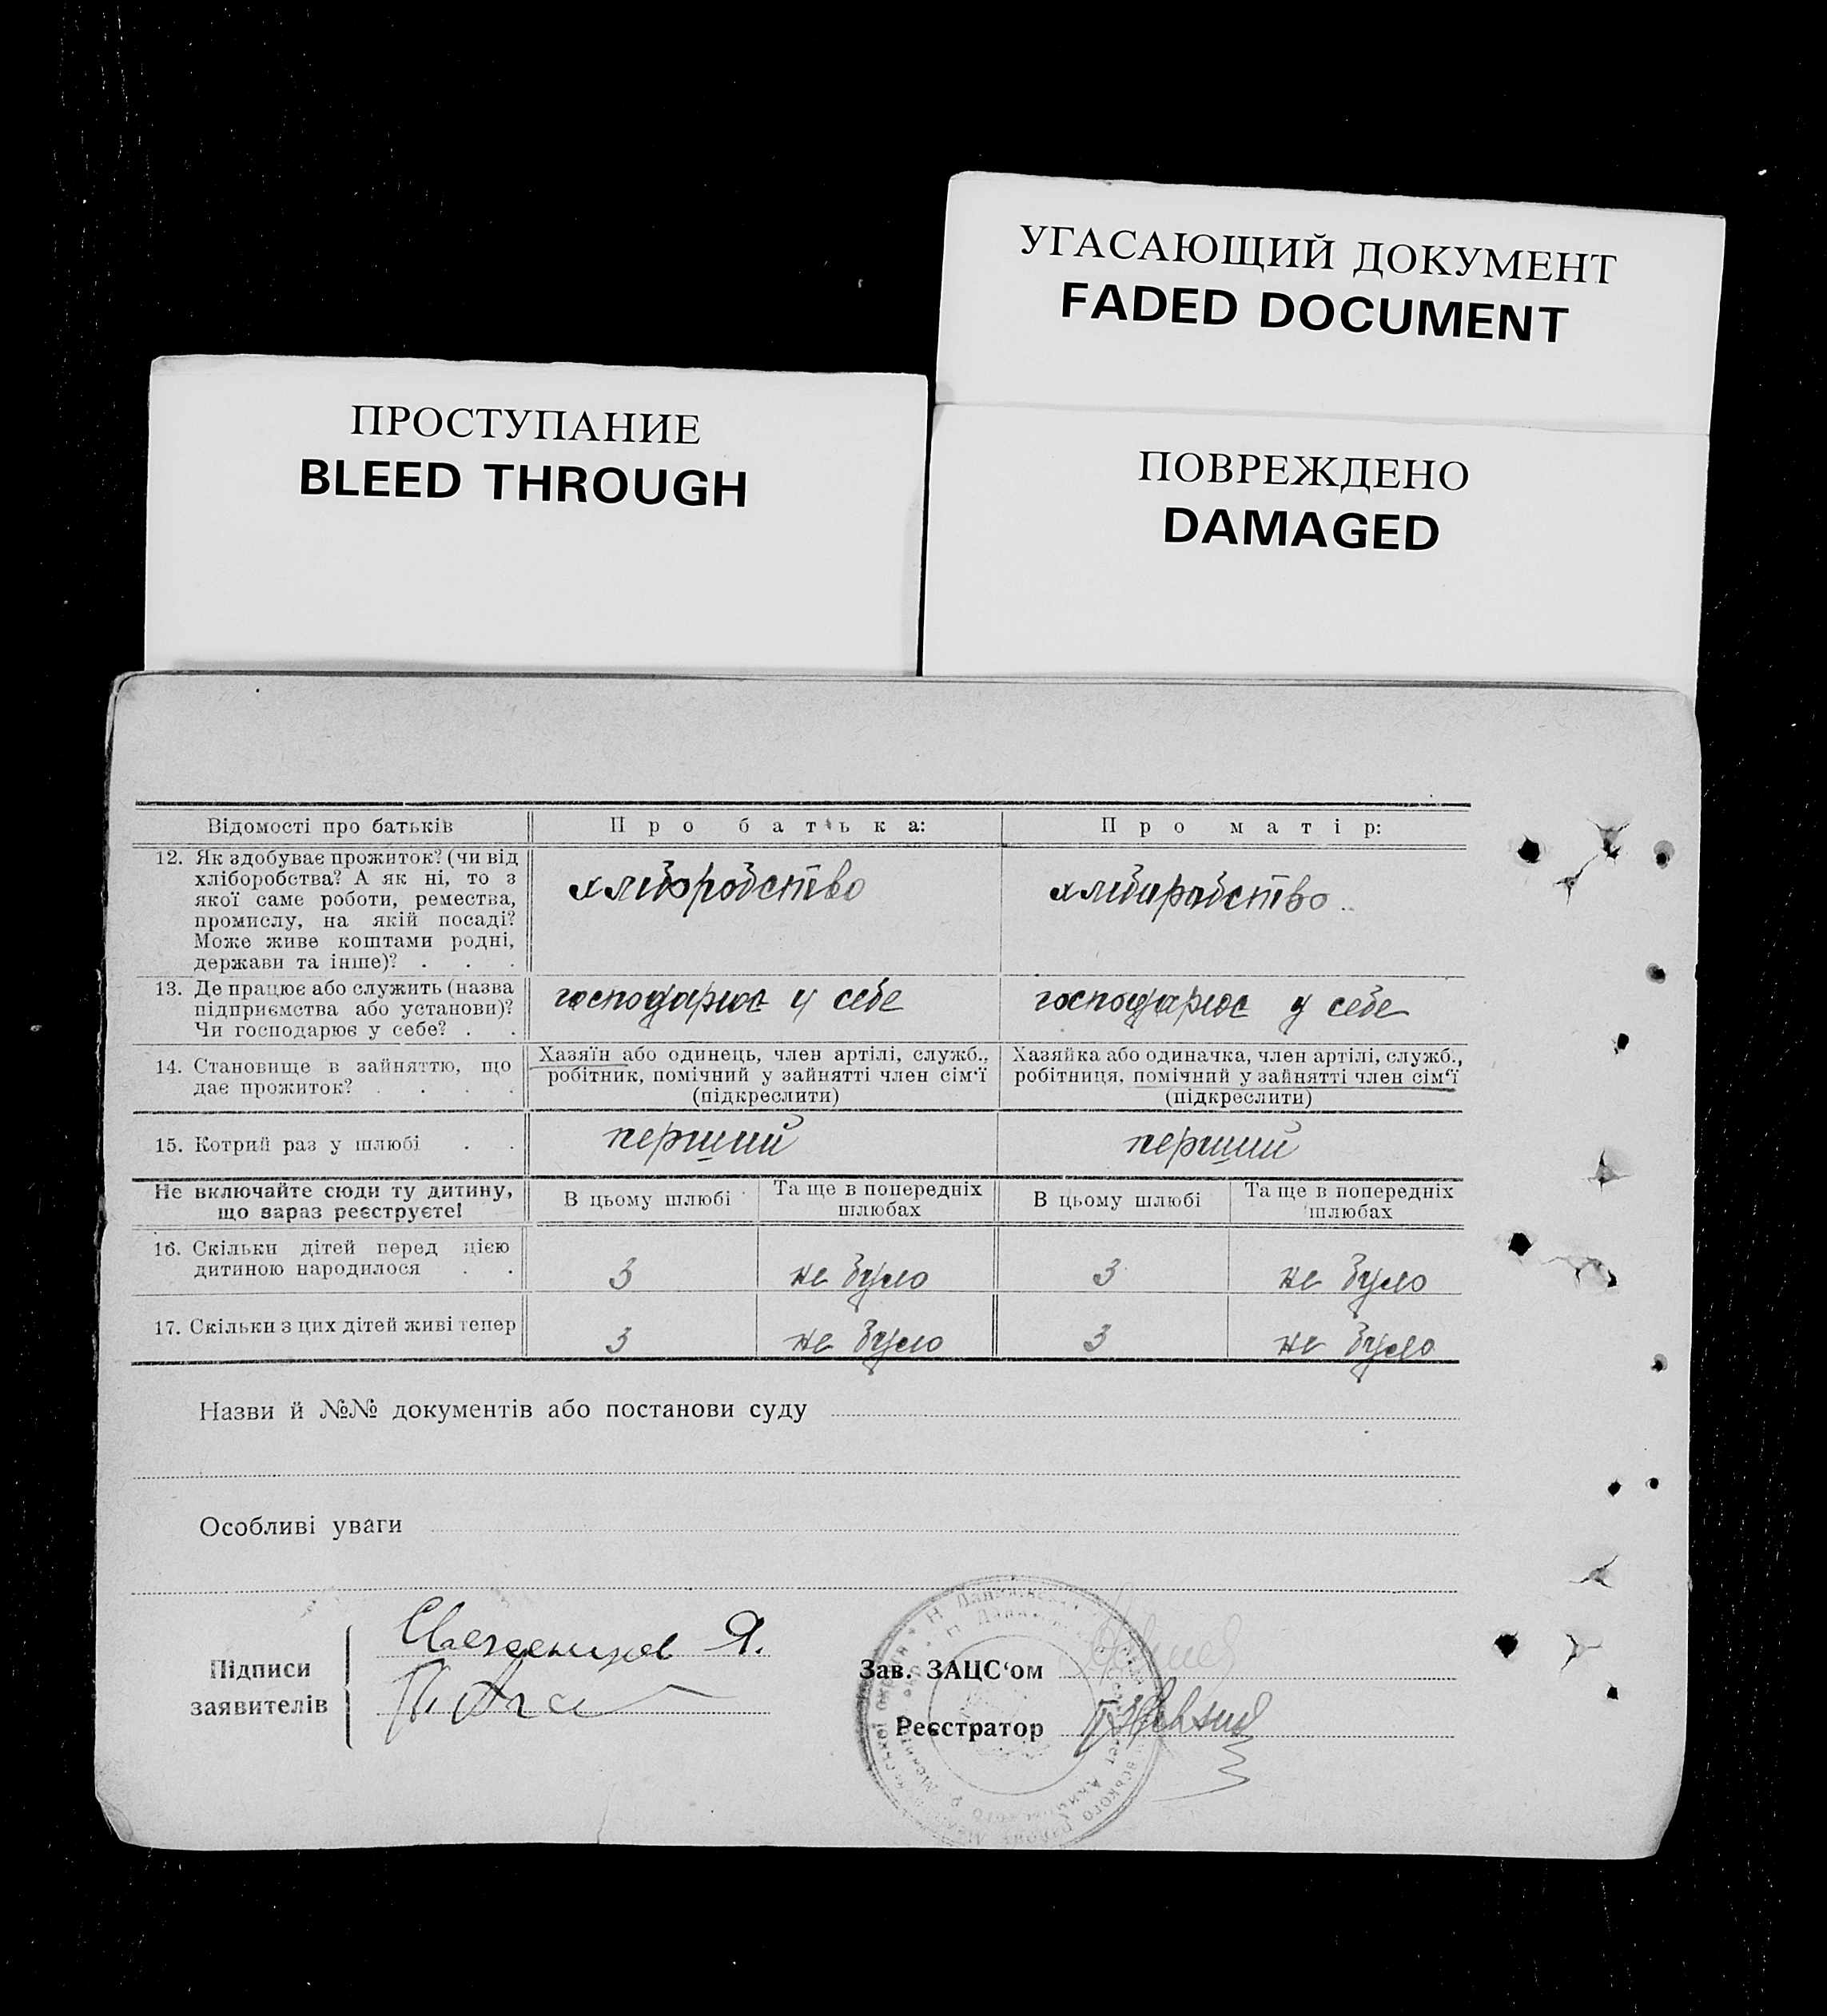 УГАСАЮЩИЙ ДОКУМЕНТ
FADED DOCUMENT
ПРОСТУПАНИЕ
BLEED THROUGH
ПОВРЕЖДЕНО
DAMAGED
Відомості про батьків
Про батька:
Про матір:
12. Як здобуває прожиток? (чи від
хліборобства? А як ні, то з
якої саме роботи, ремества,
промислу, на якій посаді?
Може живе коштами родні,
держави та інше)? . . .
хліборобство
хліборобство
13. Де працює або служить (назва
підприємства або установи)?
Чи господарює у себе? . .
господарює у себе
господарює у себе
14. Становище в зайняттю, що
дає прожиток? . . . .
Хазяїн або одинець, член артілі, служб.,
робітник, помічний у зайнятті член сім'ї
(підкреслити)
Хазяйка або одиначка, член артілі, служб.,
робітниця, помічний у зайнятті член сім'ї
(підкреслити)
15. Котрий раз у шлюбі . .
перший
перший
Не включайте сюди ту дитину,
що зараз реєструєте!
В цьому шлюбі
Та ще в попередніх
шлюбах
В цьому шлюбі
Та ще в попередніх
шлюбах
16. Скільки дітей перед цією
дитиною народилося . .
3
не було
3
не було
17. Скільки з цих дітей живі тепер
3
не було
3
не було
Назви й №№ документів або постанови суду
Особливі уваги
Підписи
заявителів
Я.
Зав. ЗАЦС'ом
Реєстратор